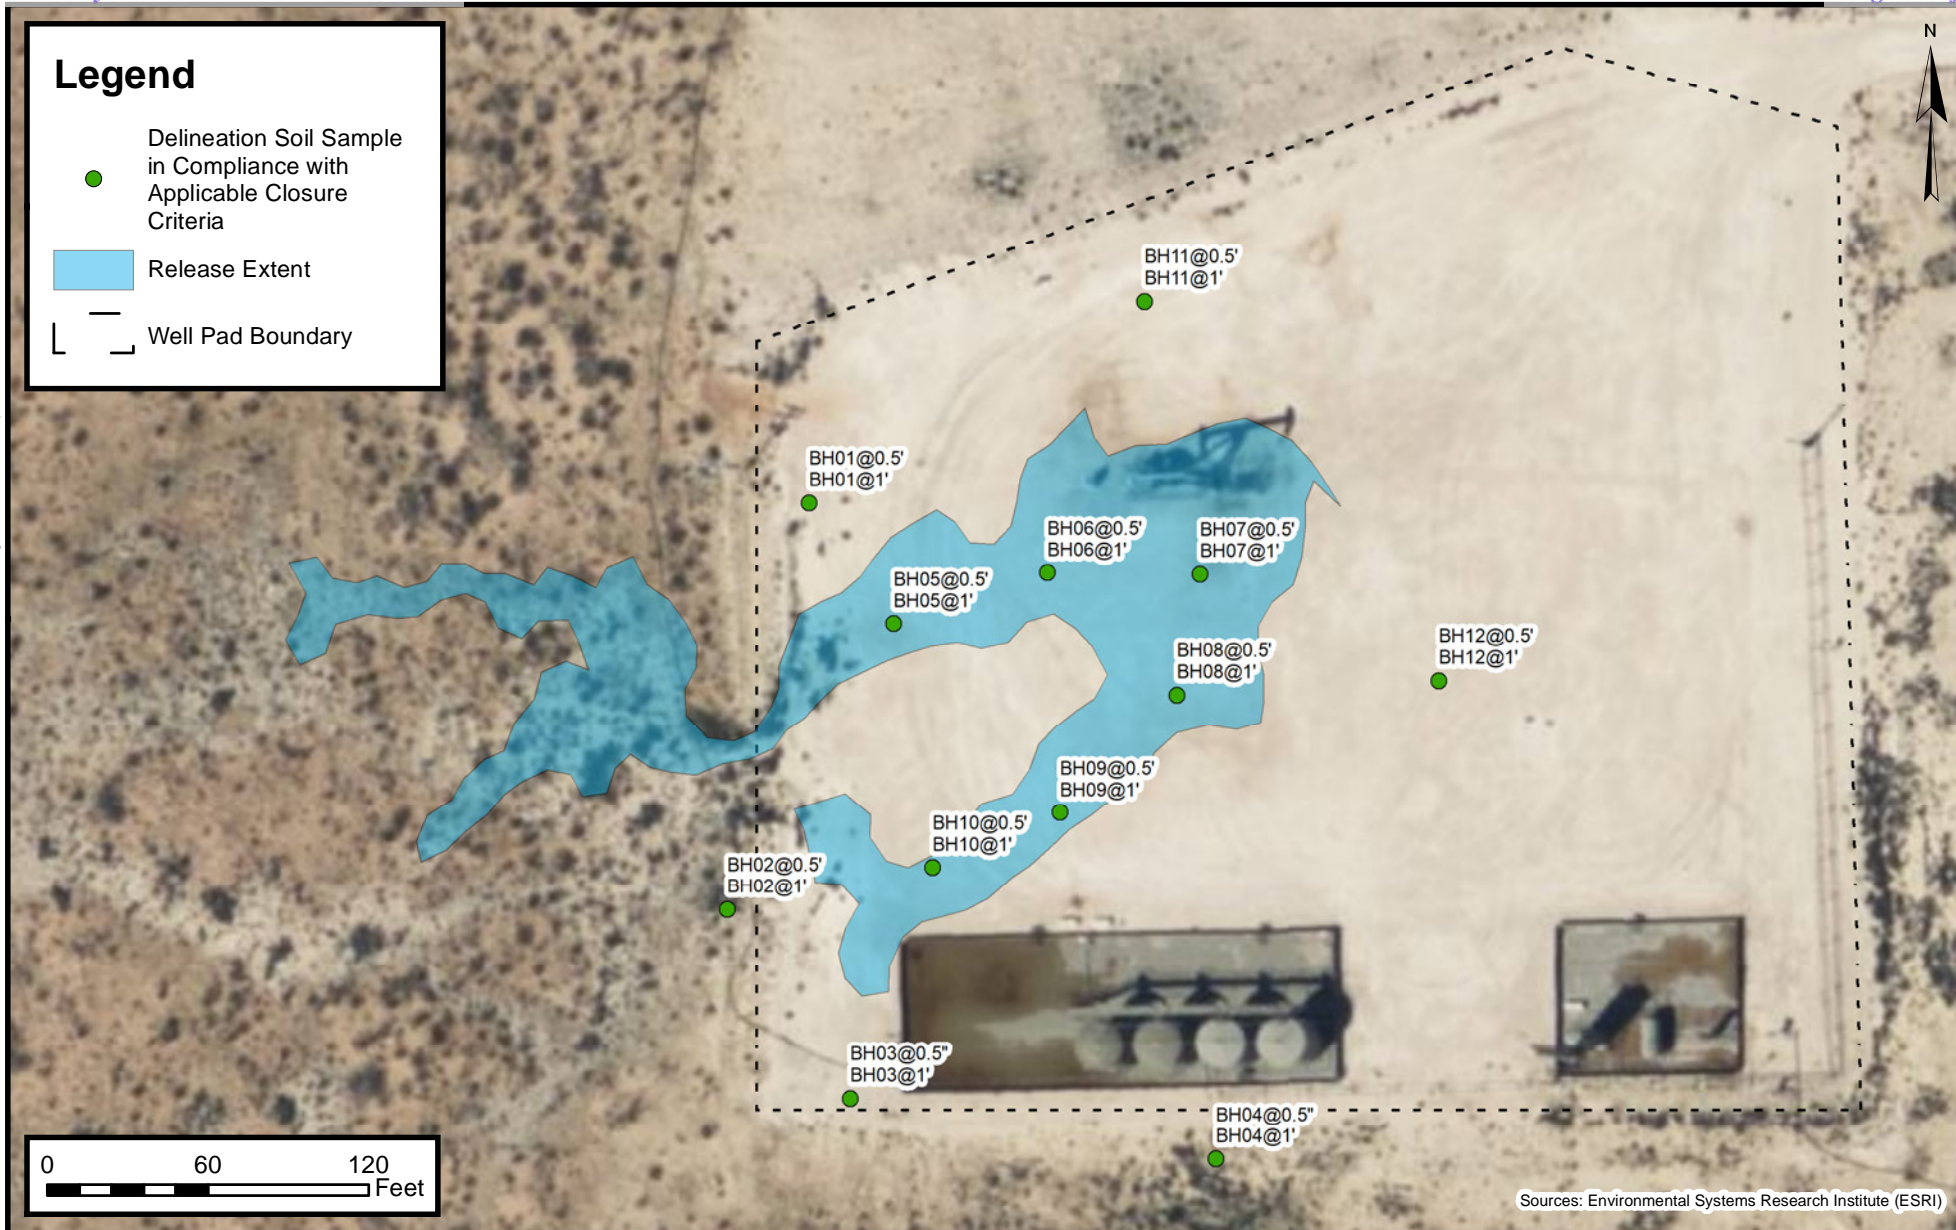 Legend
Delineation Soil Sample
in Compliance with
Applicable Closure
Criteria
Release Extent
Well Pad Boundary
N
BH11@0.5'
BH11@1'
BH01@0.5'
BH01@1'
BH06@0.5'
BH06@1'
BH07@0.5'
BH07@1'
BH05@0.5'
BH05@1'
BH12@0.5'
BH12@1'
BH08@0.5'
BH08@1'
BH09@0.5'
BH09@1'
BH10@0.5'
BH10@1'
BH02@0.5'
BH02@1'
BH03@0.5"
BH03@1'
BH04@0.5"
BH04@1'
0 60 120
Feet
Sources: Environmental Systems Research Institute (ESRI)